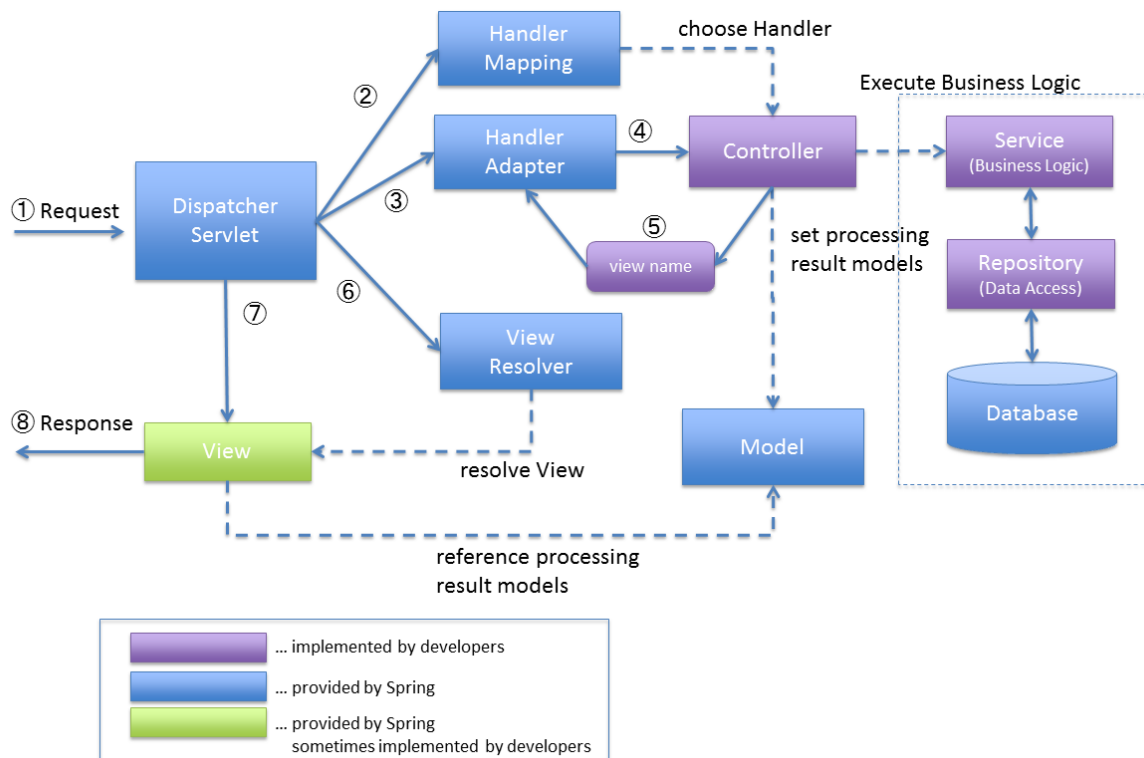 Handler
Mapping
choose Handler
②
Execute Business Logic
Handler
Adapter
④
Controller
Service
(Business Logic)
① Request
Dispatcher
Servlet
③
⑤
view name
set processing
result models
Repository
(Data Access)
⑥
⑦
View
Resolver
⑧ Response
View
resolve View
Model
Database
reference processing
result models
... implemented by developers
... provided by Spring
... provided by Spring
sometimes implemented by developers